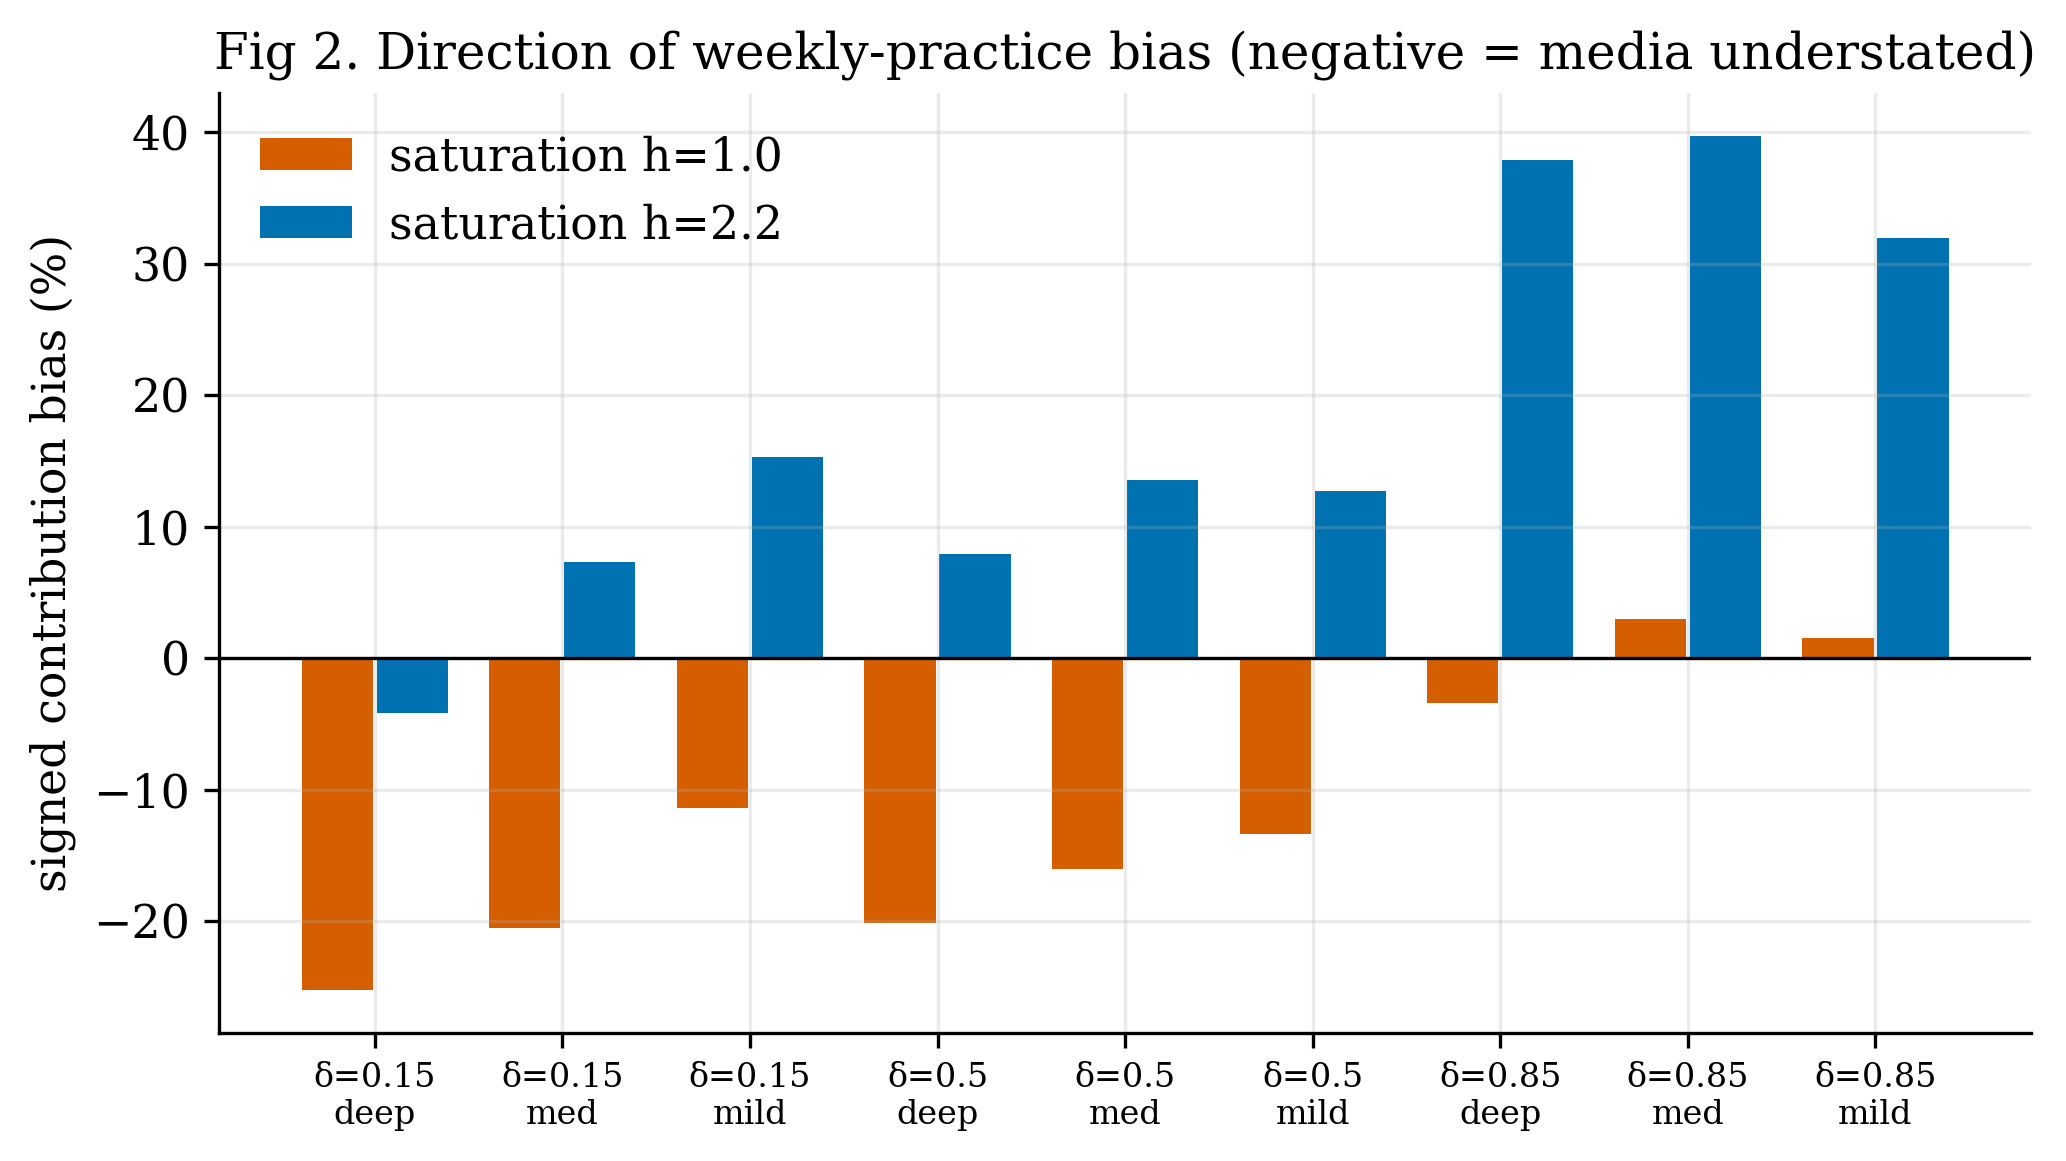 Fig 2. Direction of weekly-practice bias (negative = media understated)
saturation h=1.0
saturation h=2.2
signed contribution bias (%)
40
30
20
10
0
−10
−20
δ=0.15 δ=0.15 δ=0.15 δ=0.5 δ=0.5 δ=0.5 δ=0.85 δ=0.85 δ=0.85
deep med mild deep med mild deep med mild